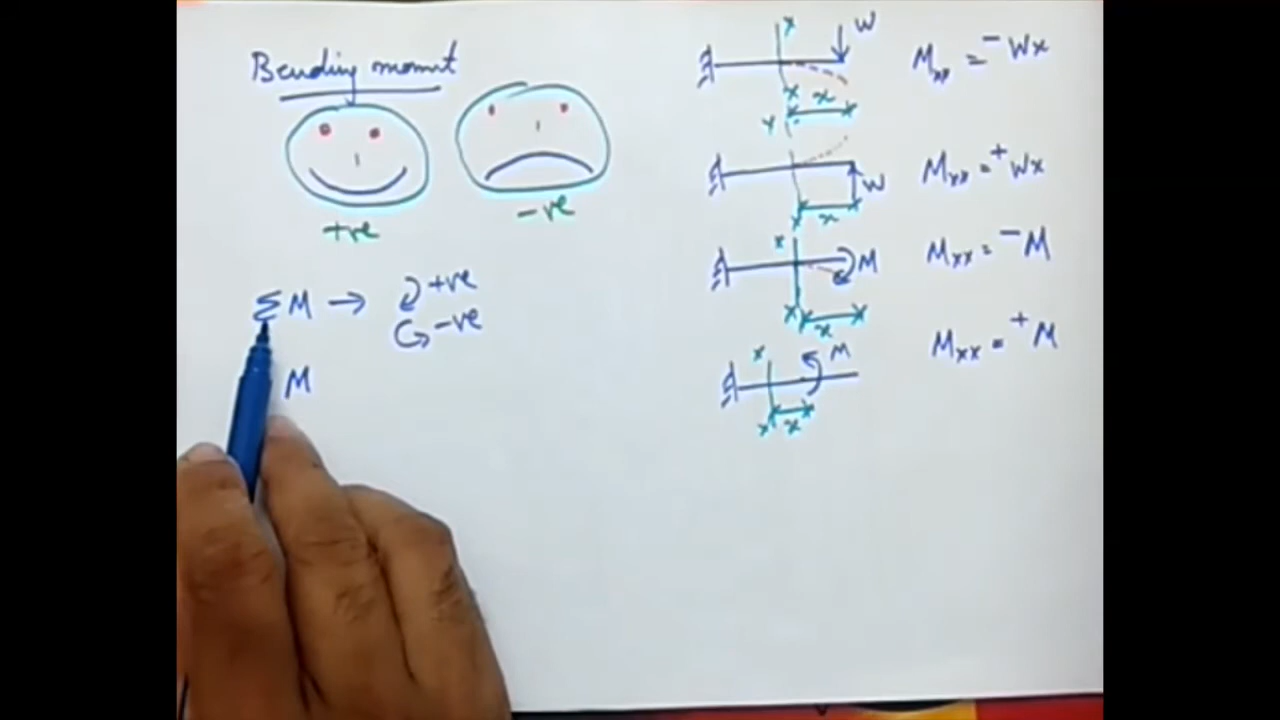 Bending moment
+ve
-ve
ΣM → +ve
-ve
M
x
W
Mxx = -Wx
x
x
x
Mxx = +Wx
W
x
x
x
M
Mxx = -M
x
x
x
M
Mxx = +M
x
x